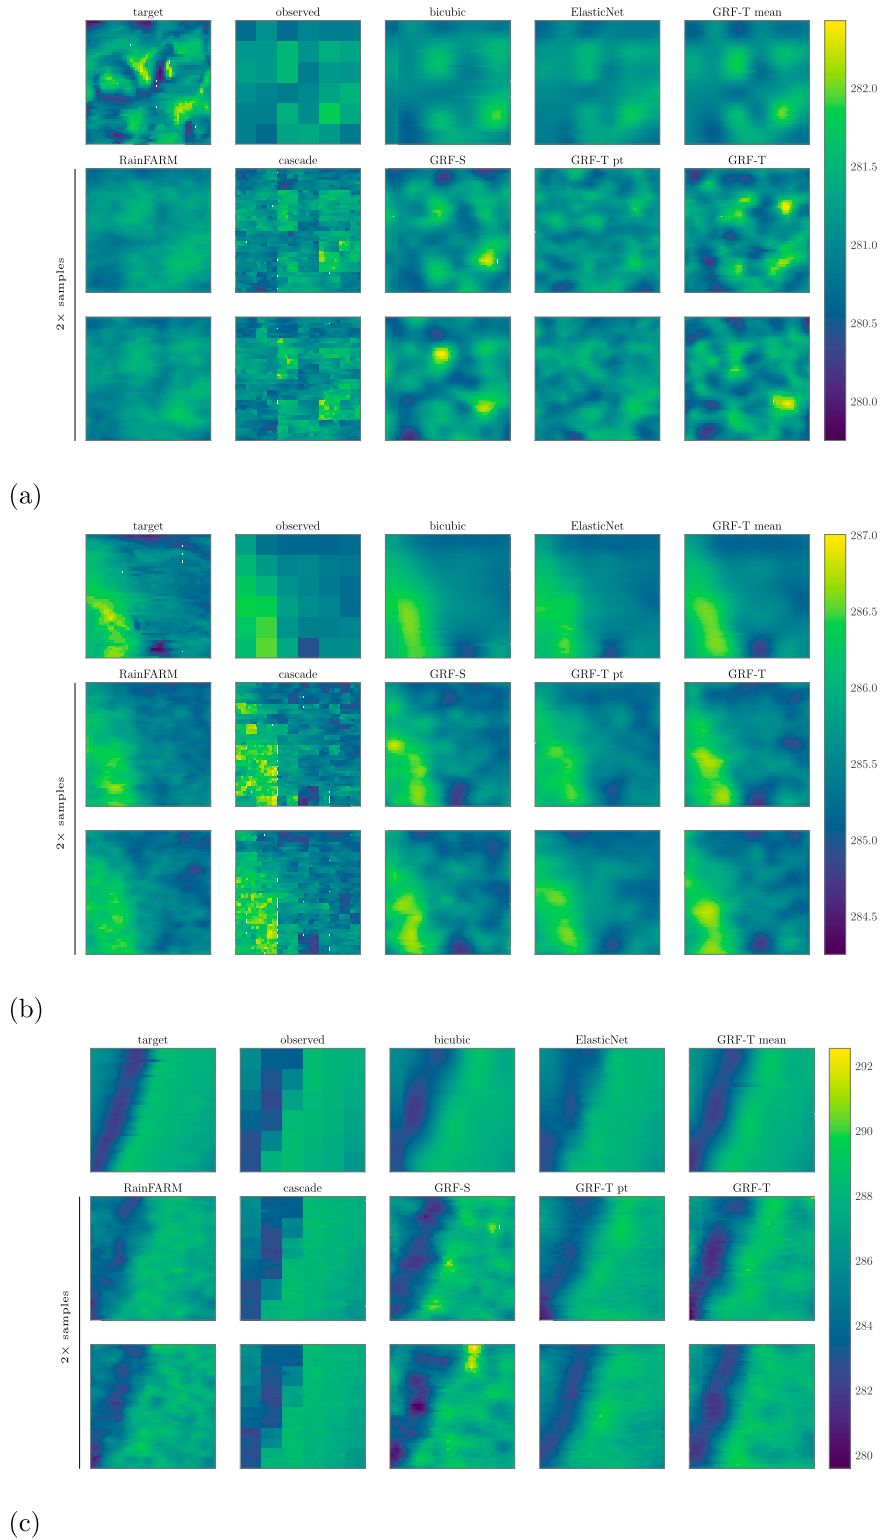 target observed bicubic ElasticNet GRF-T mean
282.0
281.5
281.0
280.5
280.0
RainFARM cascade GRF-S GRF-T pt GRF-T
2× samples
(a)
target observed bicubic ElasticNet GRF-T mean
287.0
286.5
286.0
285.5
285.0
284.5
RainFARM cascade GRF-S GRF-T pt GRF-T
2× samples
(b)
target observed bicubic ElasticNet GRF-T mean
292
290
288
286
284
282
280
RainFARM cascade GRF-S GRF-T pt GRF-T
2× samples
(c)